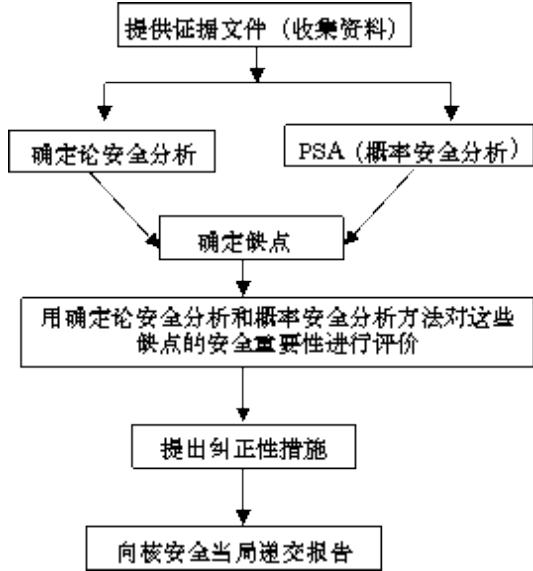 提供证据文件（收集资料）
确定论安全分析
PSA（概率安全分析）
确定缺点
用确定论安全分析和概率安全分析方法对这些
缺点的安全重要性进行评价
提出纠正性措施
向核安全当局递交报告